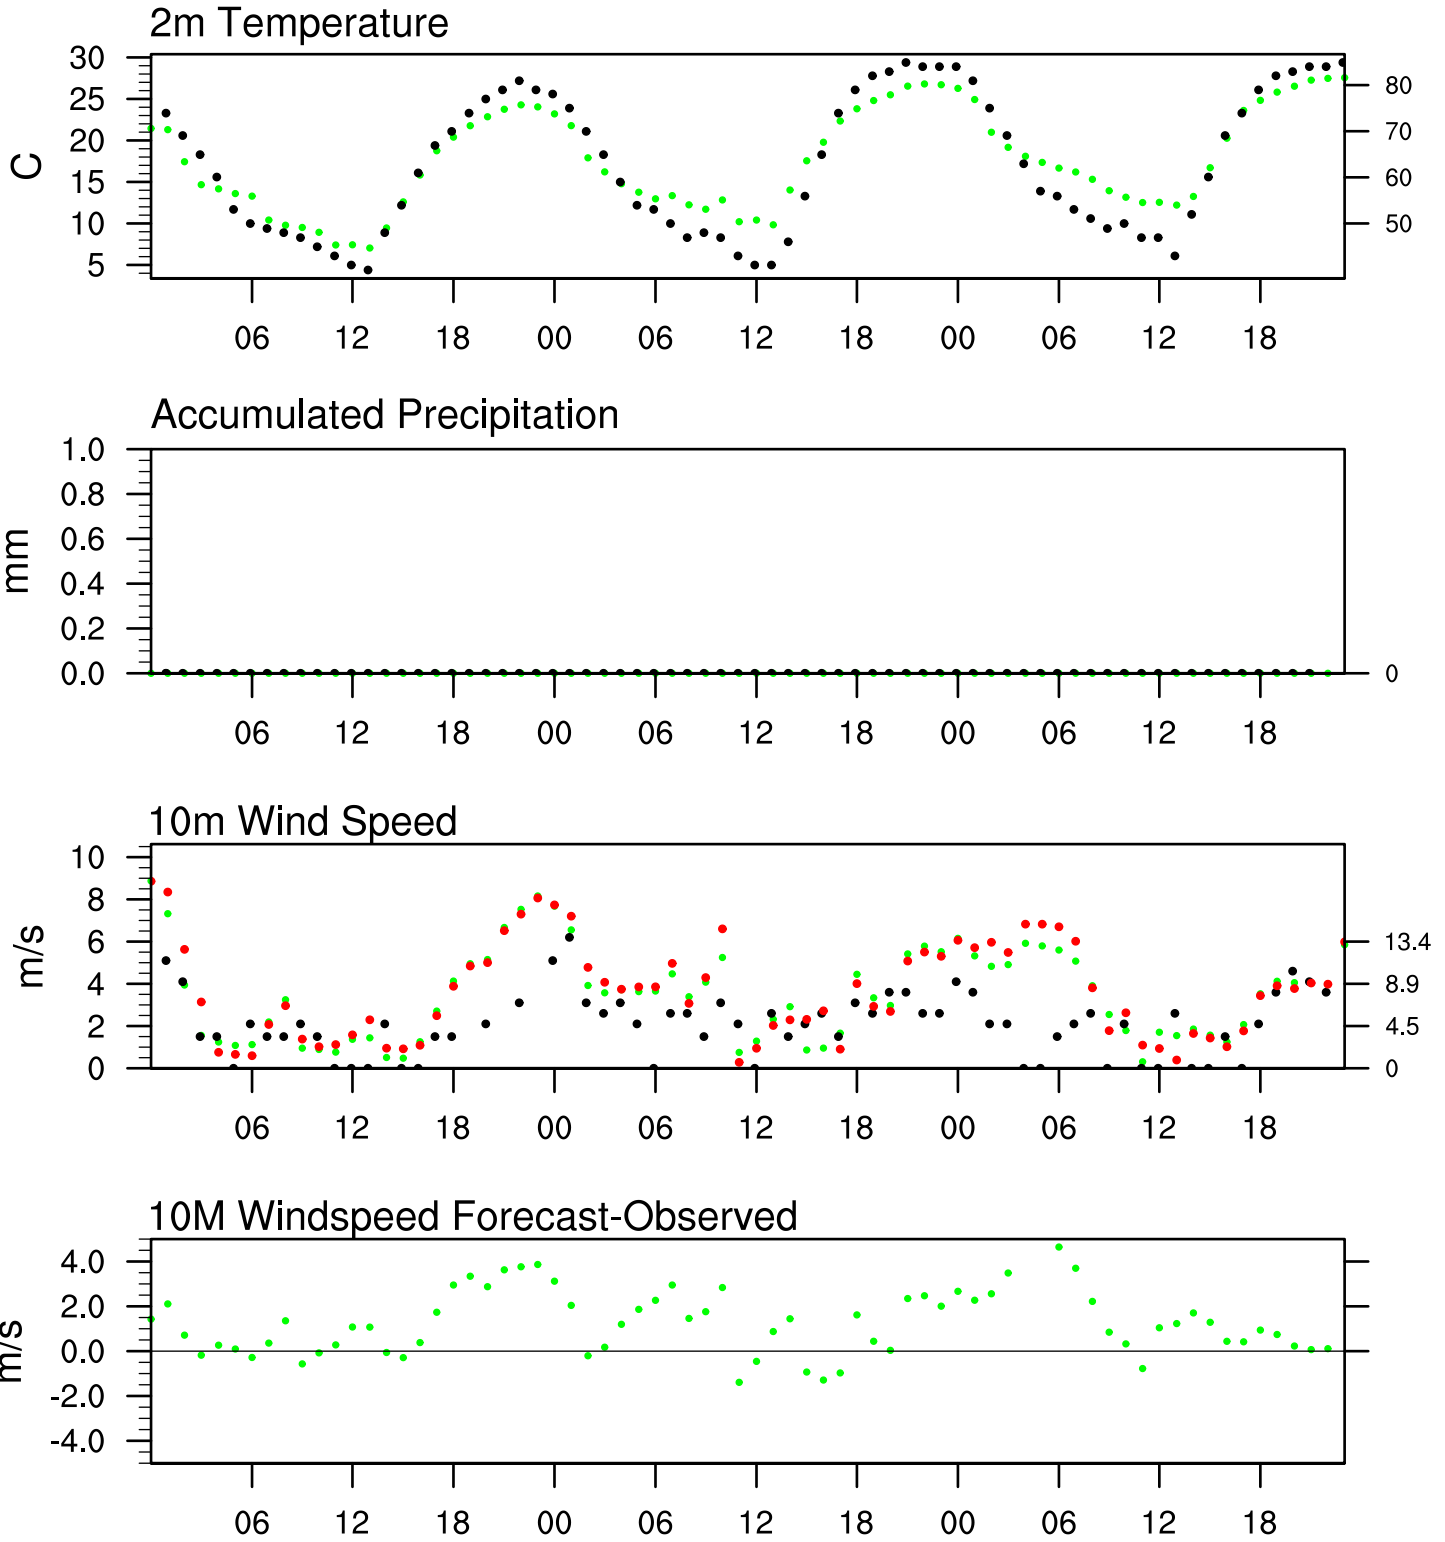 2m Temperature
30
25
20
15
10
5
C
80
70
60
50
06 12 18 00 06 12 18 00 06 12 18
Accumulated Precipitation
1.0
0.8
0.6
0.4
0.2
0.0
mm
0
06 12 18 00 06 12 18 00 06 12 18
10m Wind Speed
10
8
6
4
2
0
m/s
13.4
8.9
4.5
0
06 12 18 00 06 12 18 00 06 12 18
10M Windspeed Forecast-Observed
4.0
2.0
0.0
-2.0
-4.0
m/s
06 12 18 00 06 12 18 00 06 12 18